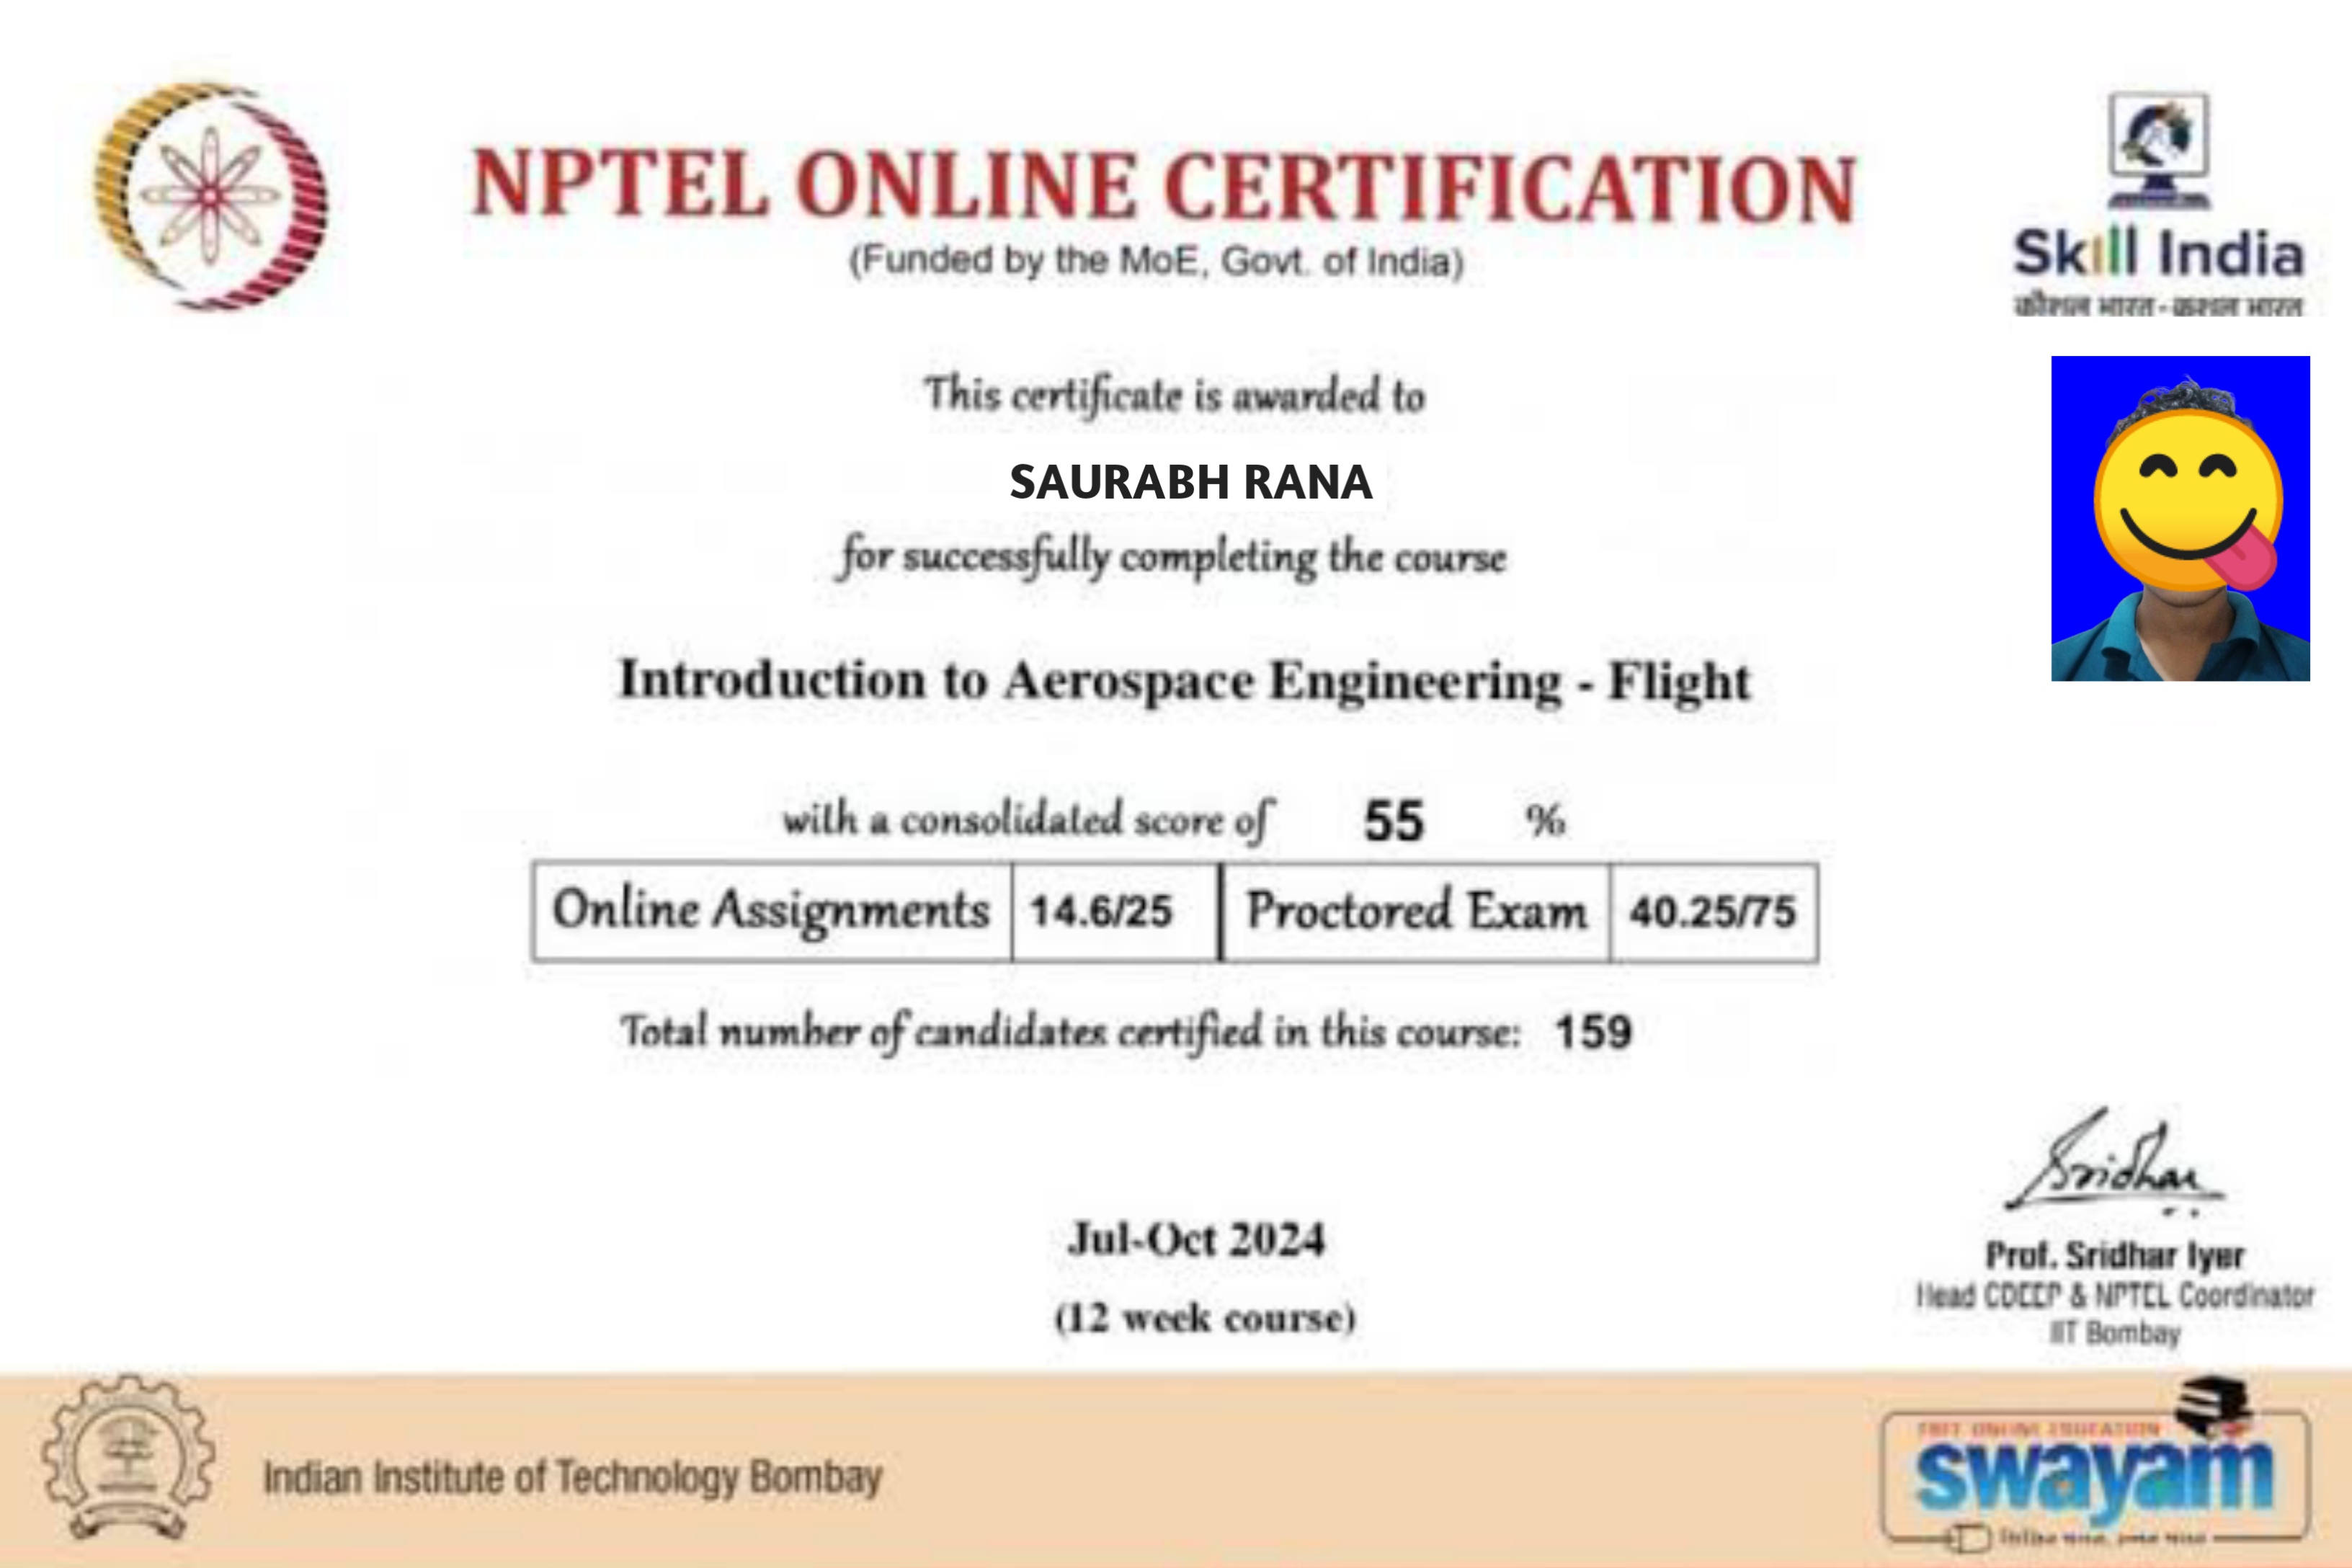 NPTEL ONLINE CERTIFICATION
(Funded by the MoE, Govt. of India)
Skill India
कौशल भारत - कुशल भारत
This certificate is awarded to
SAURABH RANA
for successfully completing the course
Introduction to Aerospace Engineering - Flight
with a consolidated score of 55 %
Online Assignments 14.6/25 Proctored Exam 40.25/75
Total number of candidates certified in this course: 159
Sridhar
Jul-Oct 2024
(12 week course)
Prof. Sridhar Iyer
Head CDEEP & NPTEL Coordinator
IIT Bombay
Indian Institute of Technology Bombay
FREE ONLINE EDUCATION
swayam